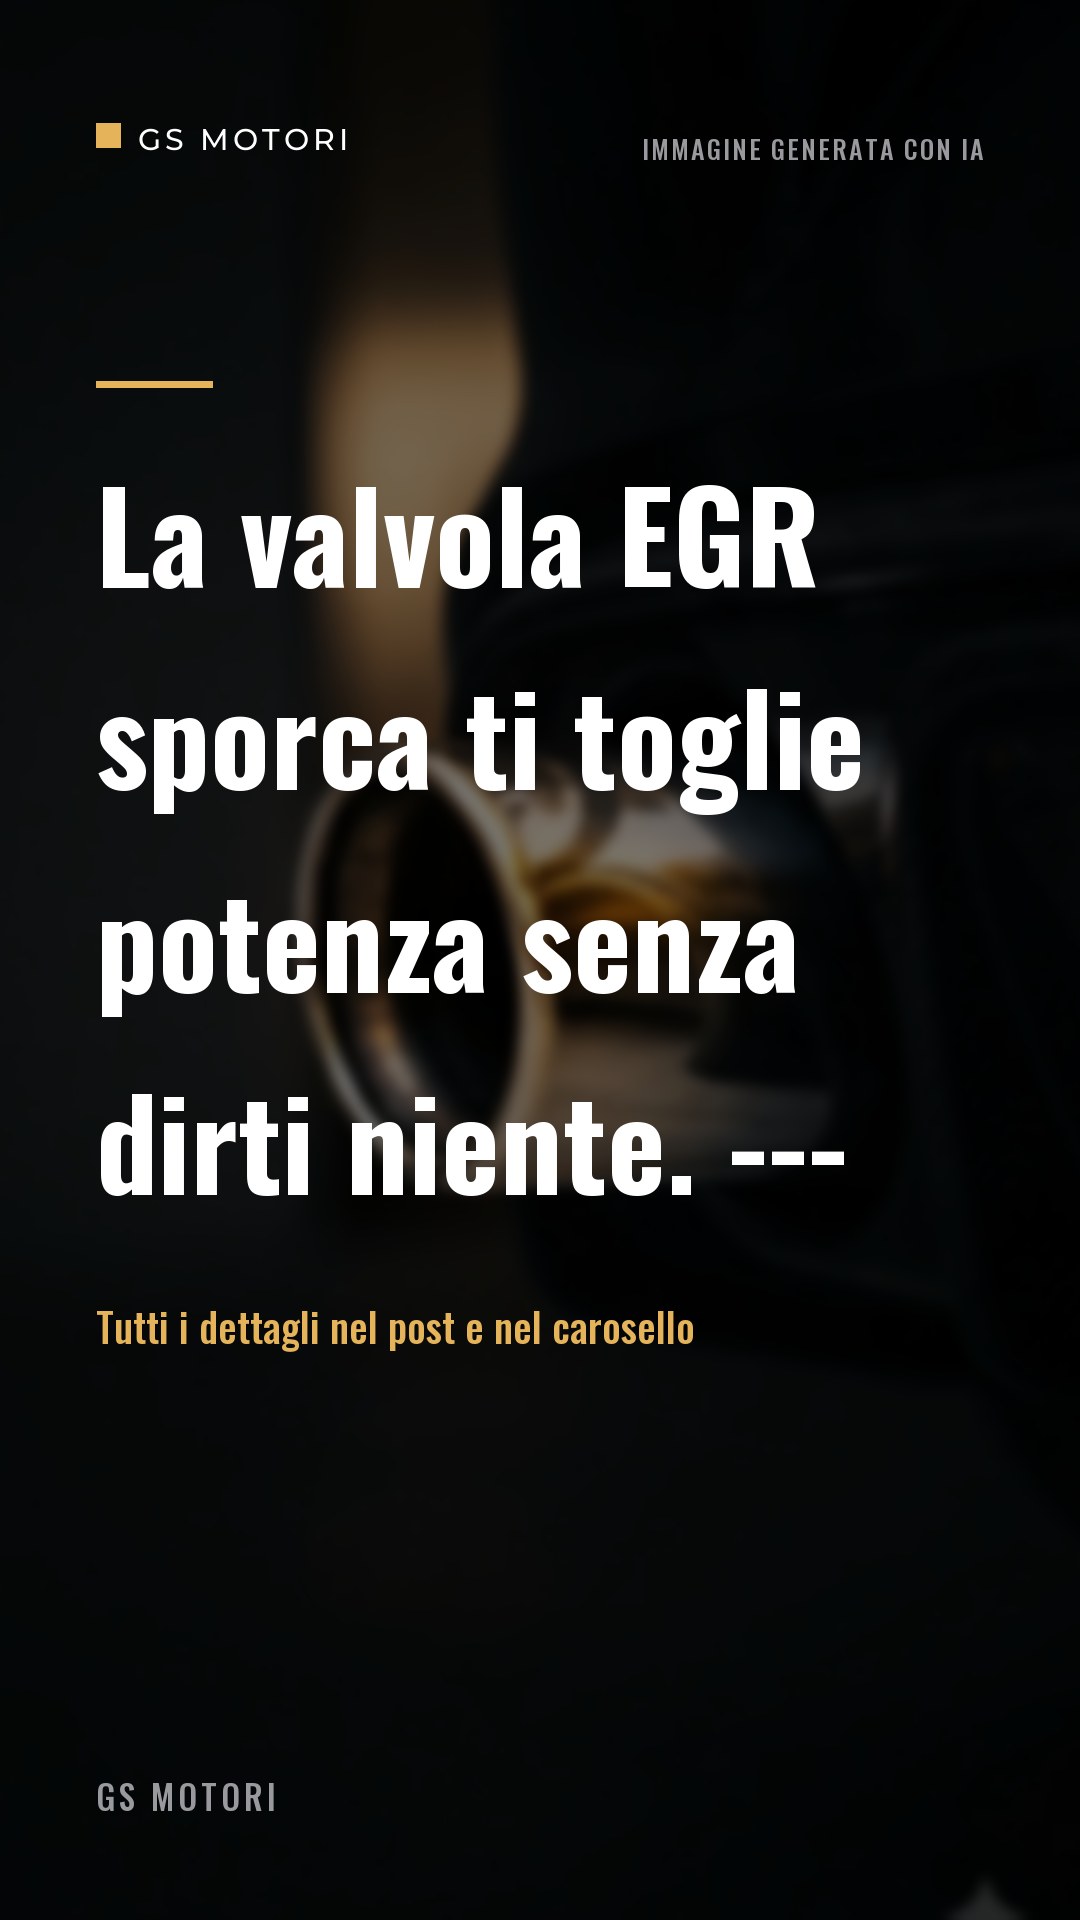 GS MOTORI
IMMAGINE GENERATA CON IA
La valvola EGR
sporca ti toglie
potenza senza
dirti niente. ---
Tutti i dettagli nel post e nel carosello
GS MOTORI